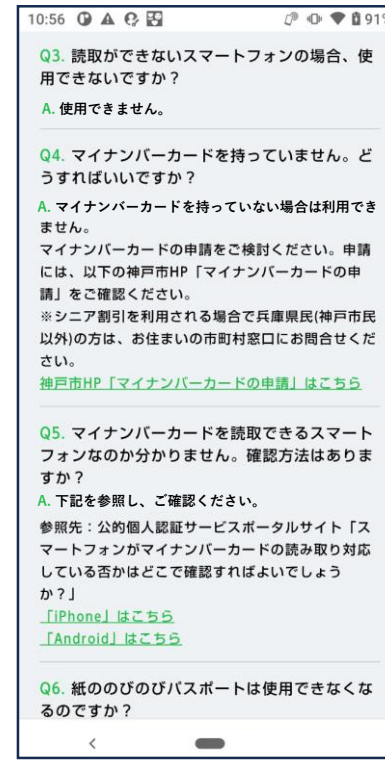 10:56 91%
Q3. 読取ができないスマートフォンの場合、使
用できないですか？
A. 使用できません。
Q4. マイナンバーカードを持っていません。ど
うすればいいですか？
A. マイナンバーカードを持っていない場合は利用でき
ません。
マイナンバーカードの申請をご検討ください。申請
には、以下の神戸市HP「マイナンバーカードの申
請」をご確認ください。
※シニア割引を利用される場合で兵庫県民(神戸市民
以外)の方は、お住まいの市町村窓口にお問合せくだ
さい。
神戸市HP「マイナンバーカードの申請」はこちら
Q5. マイナンバーカードを読取できるスマート
フォンなのか分かりません。確認方法はありま
すか？
A. 下記を参照し、ご確認ください。
参照先：公的個人認証サービスポータルサイト「ス
マートフォンがマイナンバーカードの読み取り対応
している否かはどこで確認すればよいでしょう
か？」
「iPhone」はこちら
「Android」はこちら
Q6. 紙ののびのびパスポートは使用できなくな
るのですか？